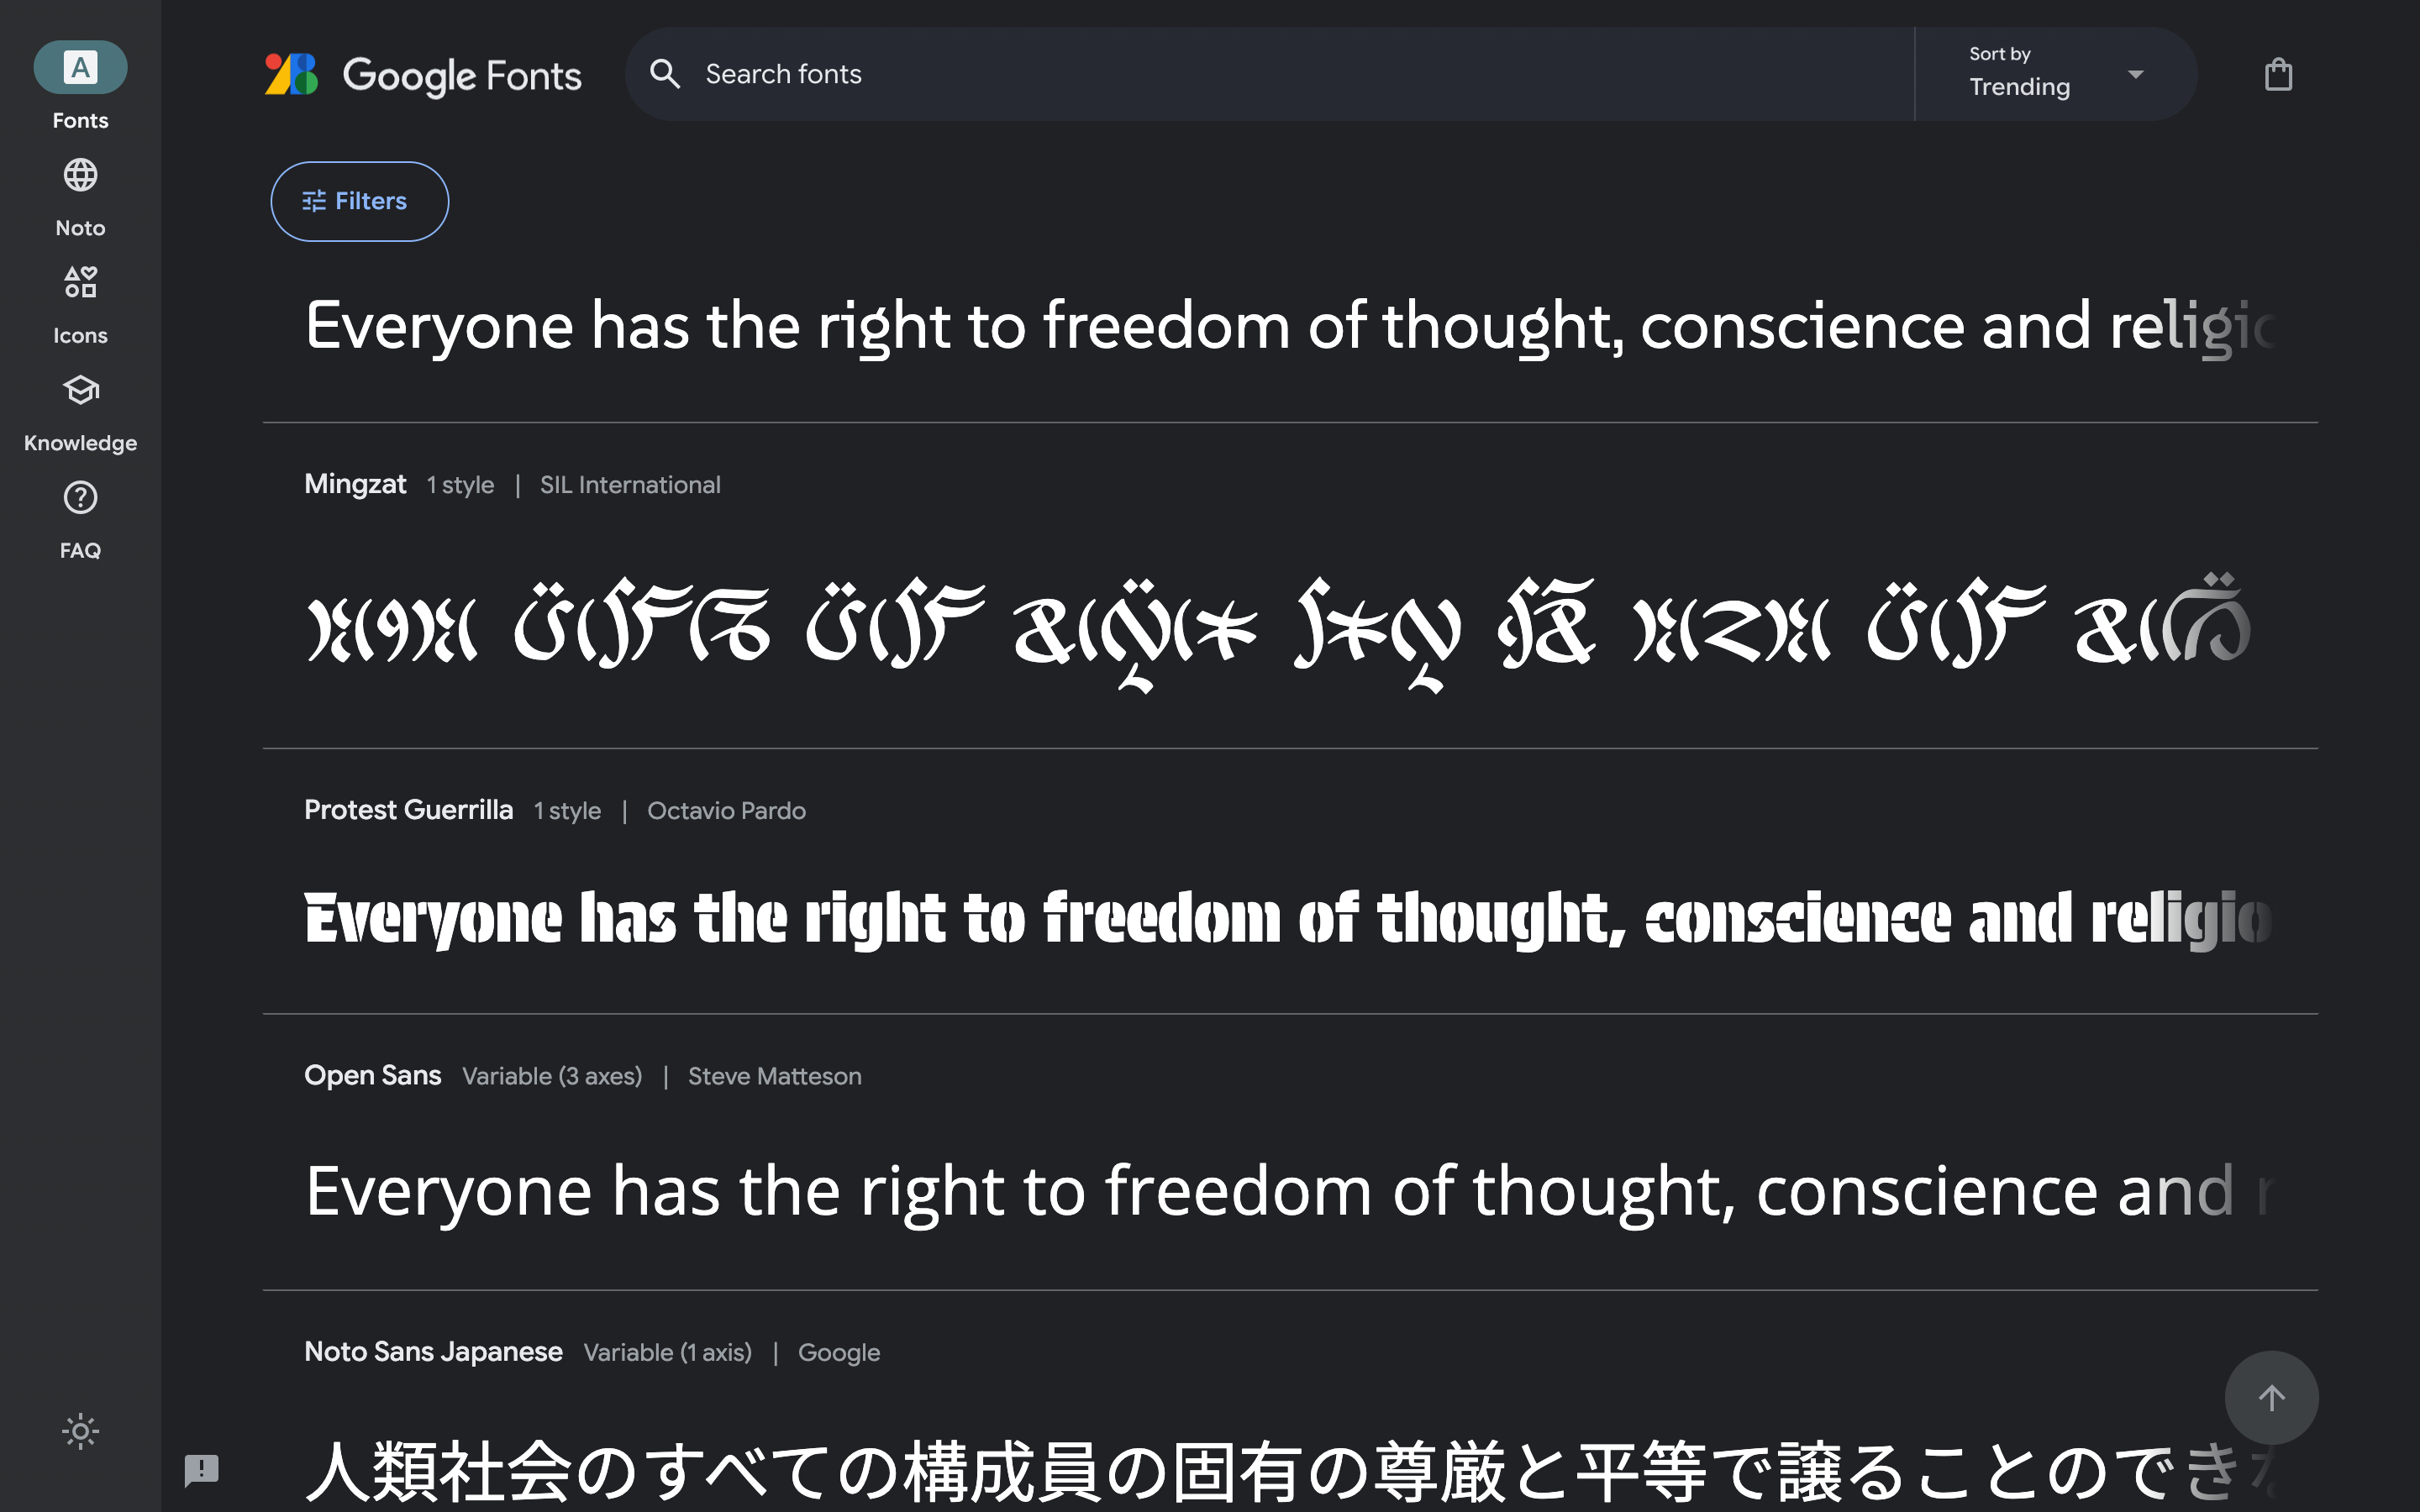 Fonts
Noto
Icons
Knowledge
FAQ
Google Fonts
Search fonts
Sort by
Trending
Filters
Everyone has the right to freedom of thought, conscience and religio
Mingzat 1 style | SIL International
Protest Guerrilla 1 style | Octavio Pardo
Everyone has the right to freedom of thought, conscience and religio
Open Sans Variable (3 axes) | Steve Matteson
Everyone has the right to freedom of thought, conscience and r
Noto Sans Japanese Variable (1 axis) | Google
人類社会のすべての構成員の固有の尊厳と平等で譲ることのでき